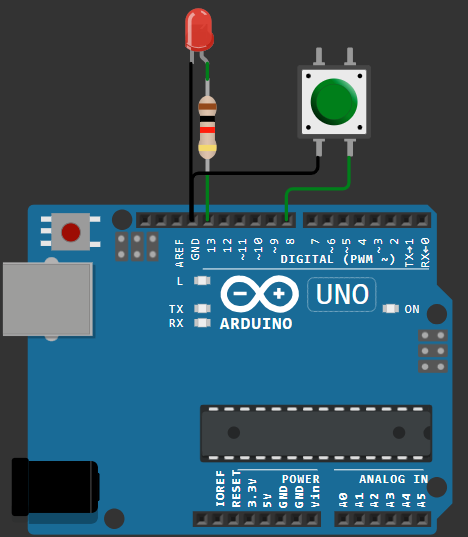 AREF
GND
13
12
~11
~10
~9
8
7
~6
~5
4
~3
2
TX→1
RX←0
DIGITAL (PWM ~)
L
TX
RX
UNO
ARDUINO
ON
IOREF
RESET
3.3V
5V
GND
GND
Vin
POWER
A0
A1
A2
A3
A4
A5
ANALOG IN